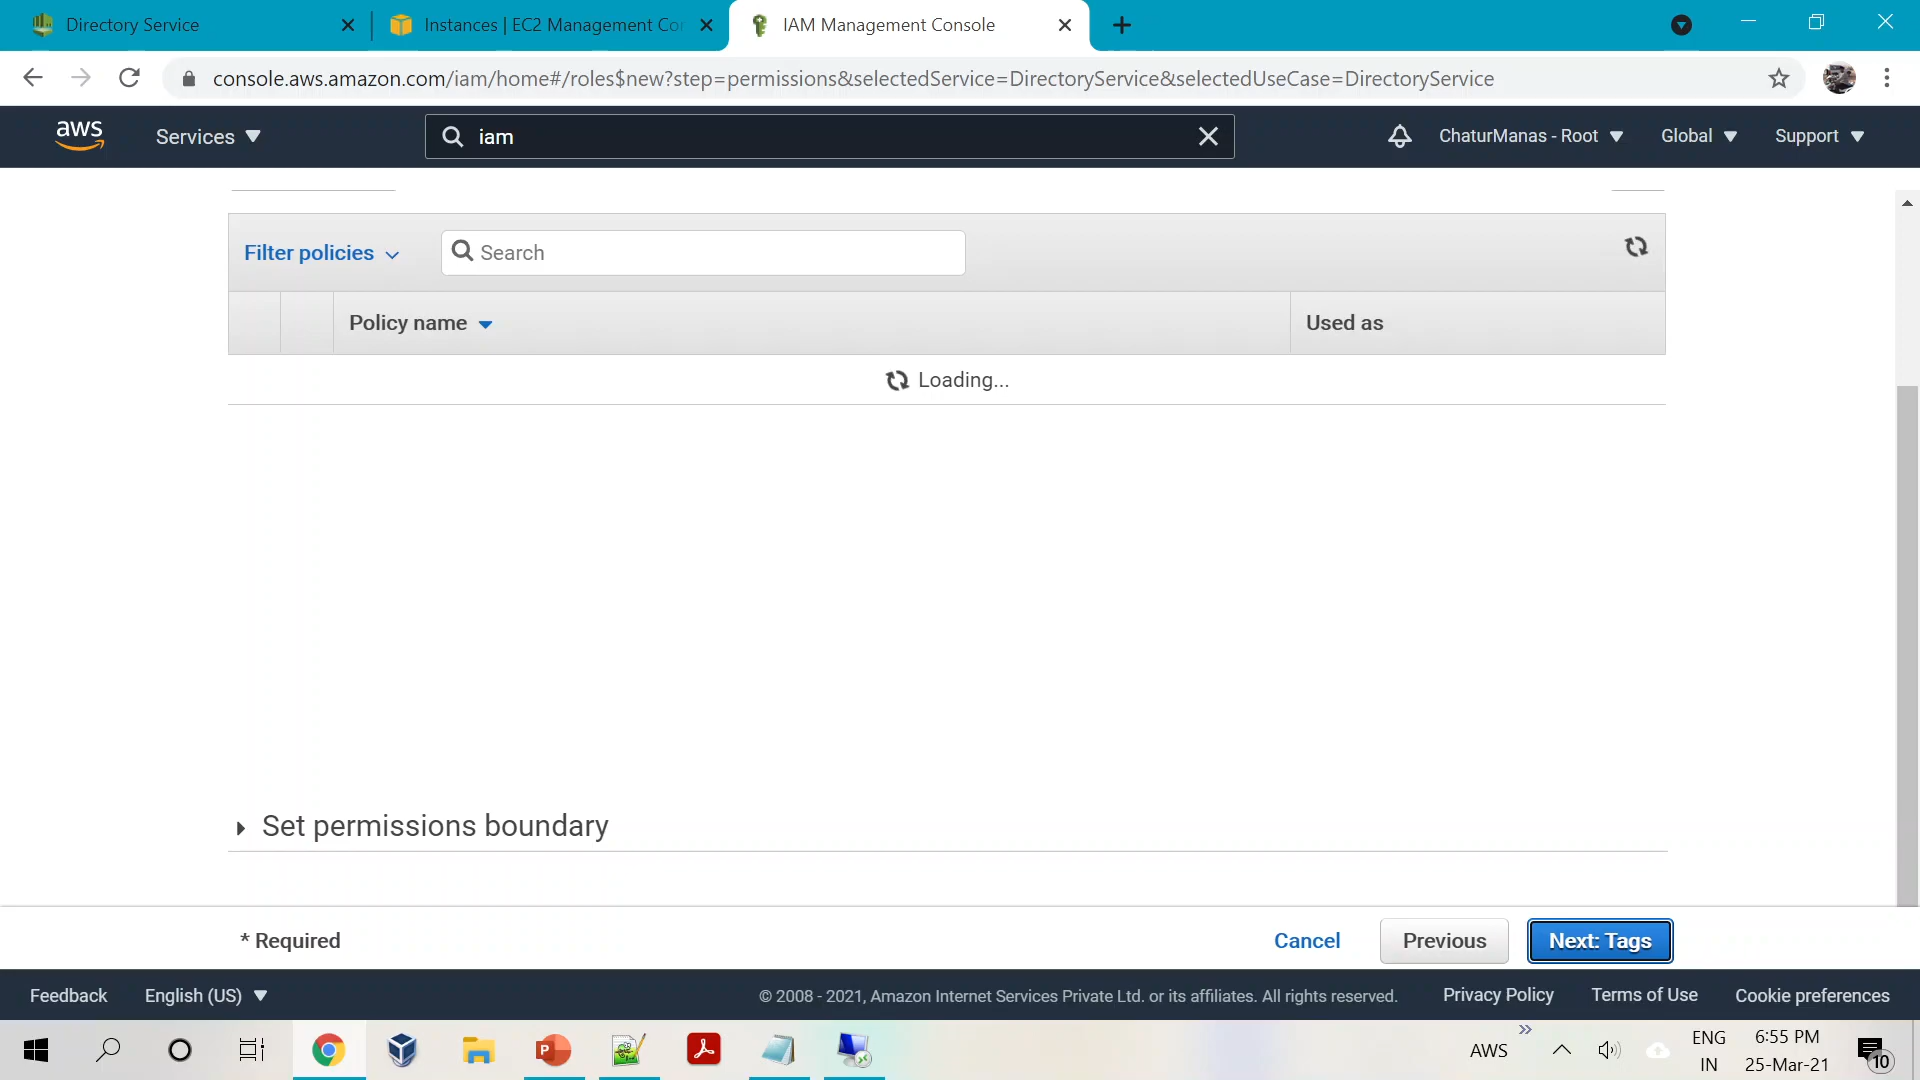 Directory Service
Instances | EC2 Management Co
IAM Management Console
console.aws.amazon.com/iam/home#/roles$new?step=permissions&selectedService=DirectoryService&selectedUseCase=DirectoryService
aws
Services
iam
ChaturManas - Root
Global
Support
Filter policies
Search
Policy name
Used as
Loading...
Set permissions boundary
* Required
Cancel
Previous
Next: Tags
Feedback
English (US)
© 2008 - 2021, Amazon Internet Services Private Ltd. or its affiliates. All rights reserved.
Privacy Policy
Terms of Use
Cookie preferences
AWS
ENG
IN
6:55 PM
25-Mar-21
10